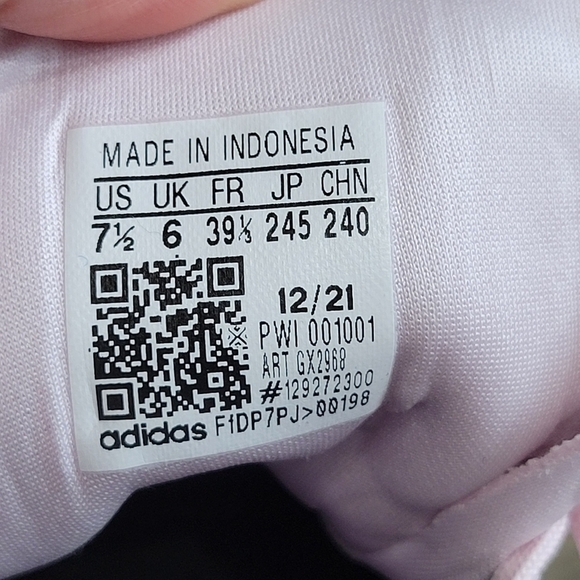 MADE IN INDONESIA
US UK FR JP CHN
7½ 6 39⅓ 245 240
12/21
PWI 001001
ART GX2968
#129272300
adidas FfDP7PJ>00198